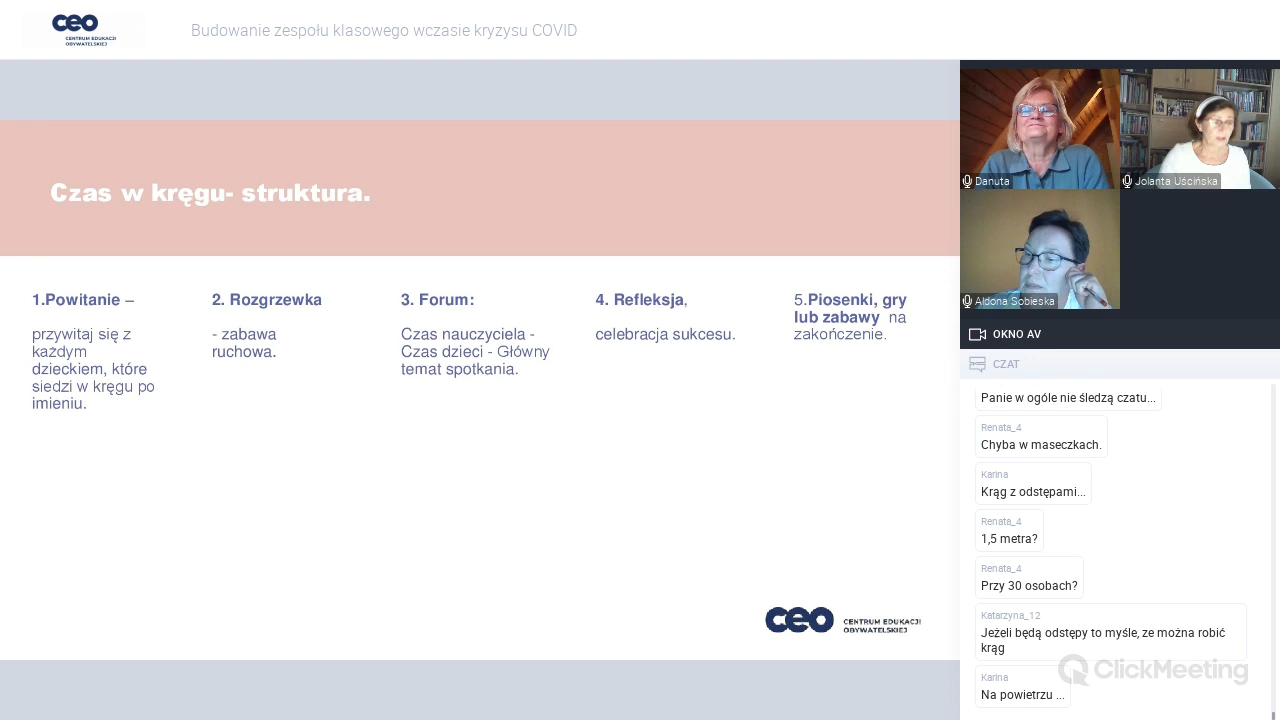 ceo
CENTRUM EDUKACJI
OBYWATELSKIEJ
Budowanie zespołu klasowego wczasie kryzysu COVID
Czas w kręgu- struktura.
1.Powitanie –
przywitaj się z
każdym
dzieckiem, które
siedzi w kręgu po
imieniu.
2. Rozgrzewka
- zabawa
ruchowa.
3. Forum:
Czas nauczyciela -
Czas dzieci - Główny
temat spotkania.
4. Refleksja,
celebracja sukcesu.
5.Piosenki, gry
lub zabawy na
zakończenie.
ceo
CENTRUM EDUKACJI
OBYWATELSKIEJ
Danuta
Jolanta Uścińska
Aldona Sobieska
OKNO AV
CZAT
Panie w ogóle nie śledzą czatu...
Renata_4
Chyba w maseczkach.
Karina
Krąg z odstępami...
Renata_4
1,5 metra?
Renata_4
Przy 30 osobach?
Katarzyna_12
Jeżeli będą odstępy to myśle, ze można robić
krąg
Karina
Na powietrzu ...
ClickMeeting